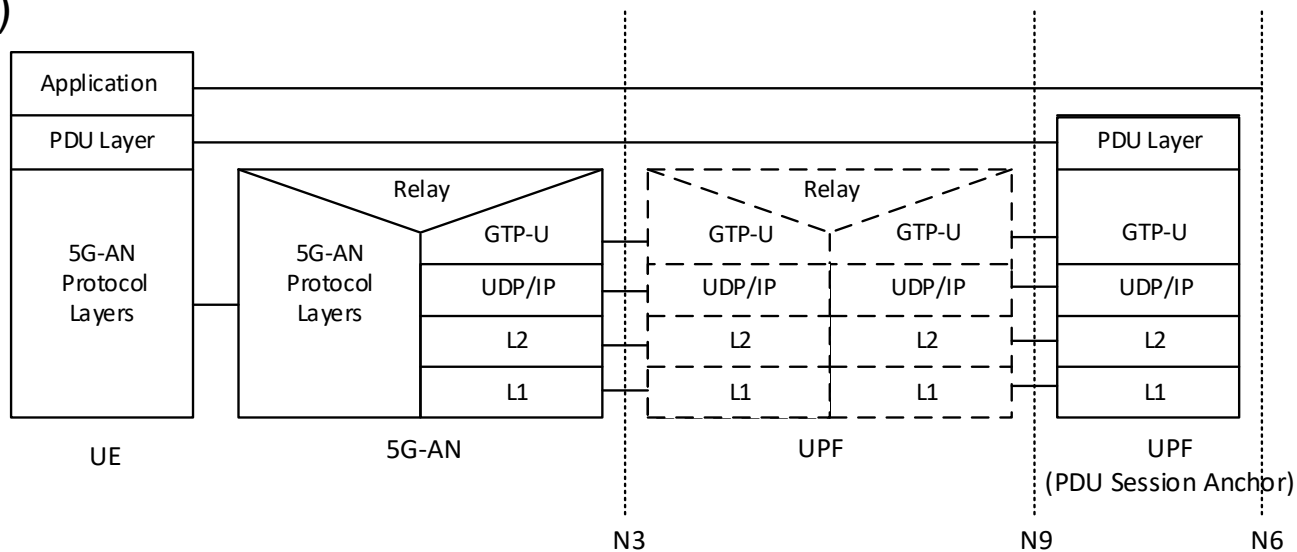 )
Application
PDU Layer
PDU Layer
Relay
Relay
5G-AN
Protocol
Layers
5G-AN
Protocol
Layers
GTP-U
GTP-U
GTP-U
GTP-U
UDP/IP
UDP/IP
UDP/IP
UDP/IP
L2
L2
L2
L2
L1
L1
L1
L1
UE
5G-AN
UPF
UPF
(PDU Session Anchor)
N3
N9
N6